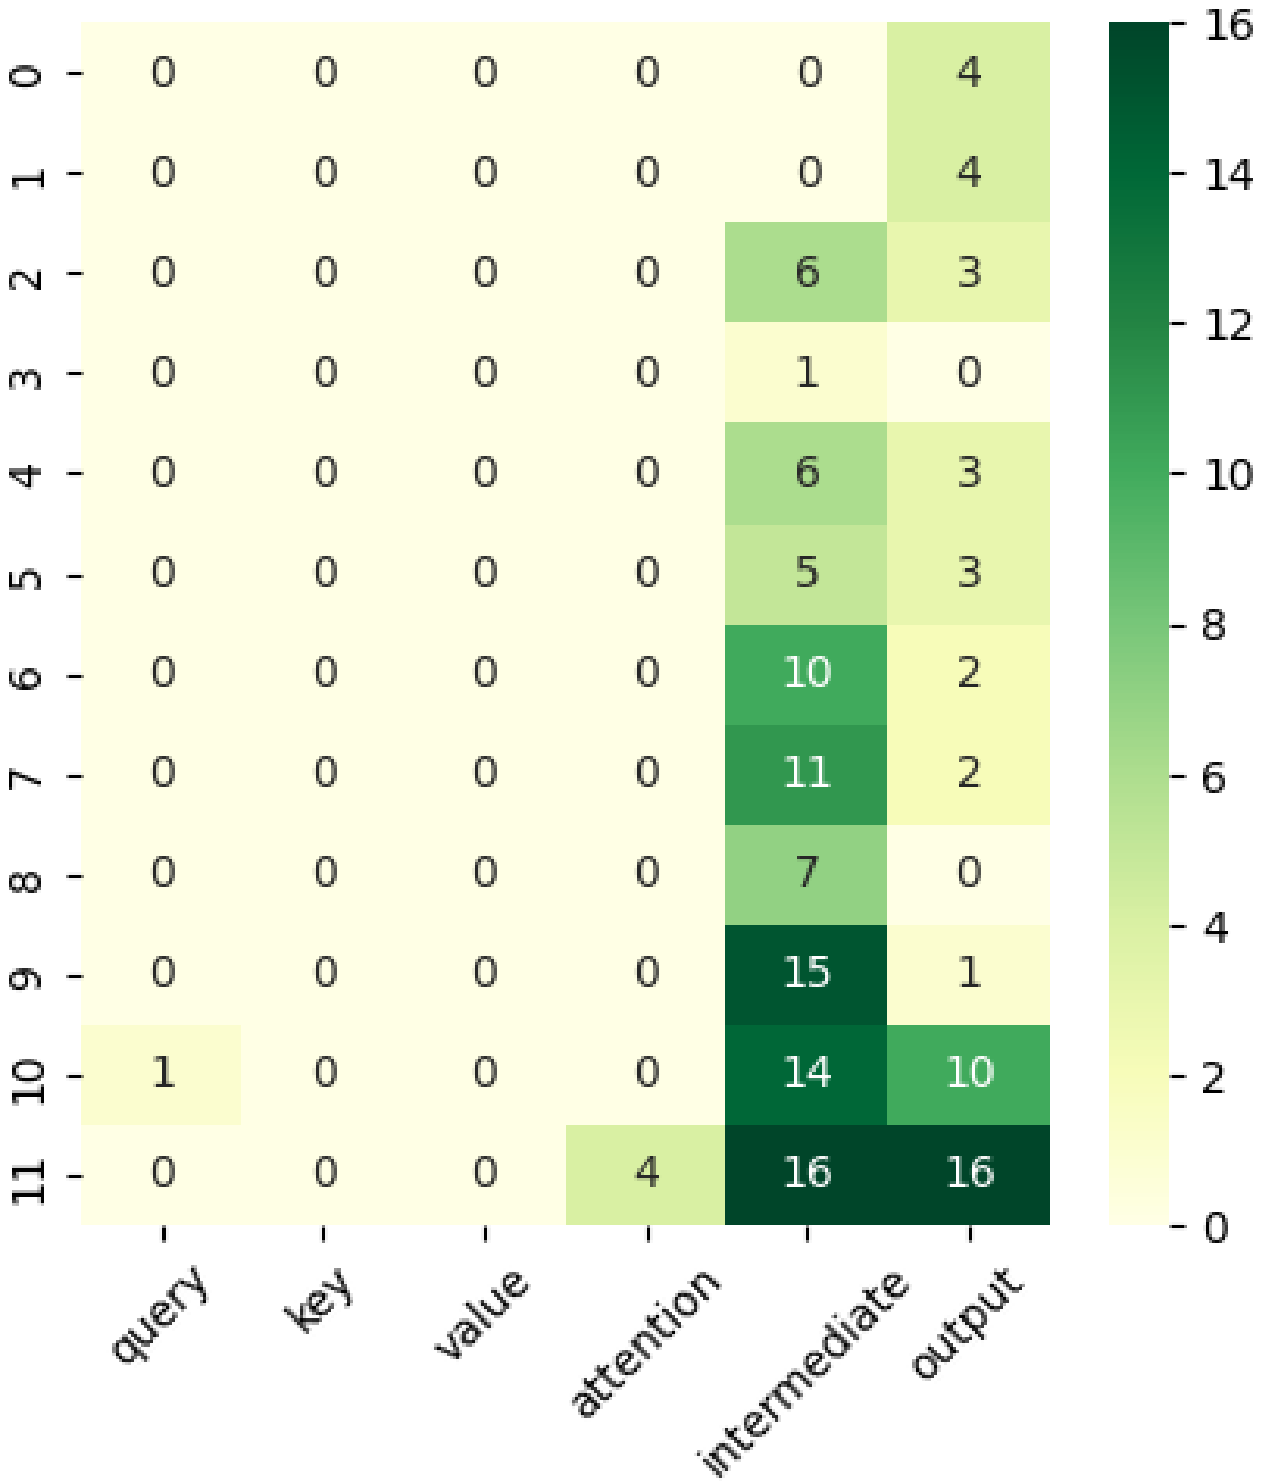 0 0 0 0 0 0 4
1 0 0 0 0 0 4
2 0 0 0 0 6 3
3 0 0 0 0 1 0
4 0 0 0 0 6 3
5 0 0 0 0 5 3
6 0 0 0 0 10 2
7 0 0 0 0 11 2
8 0 0 0 0 7 0
9 0 0 0 0 15 1
10 1 0 0 0 14 10
11 0 0 0 4 16 16
query key value attention intermediate output
16
14
12
10
8
6
4
2
0